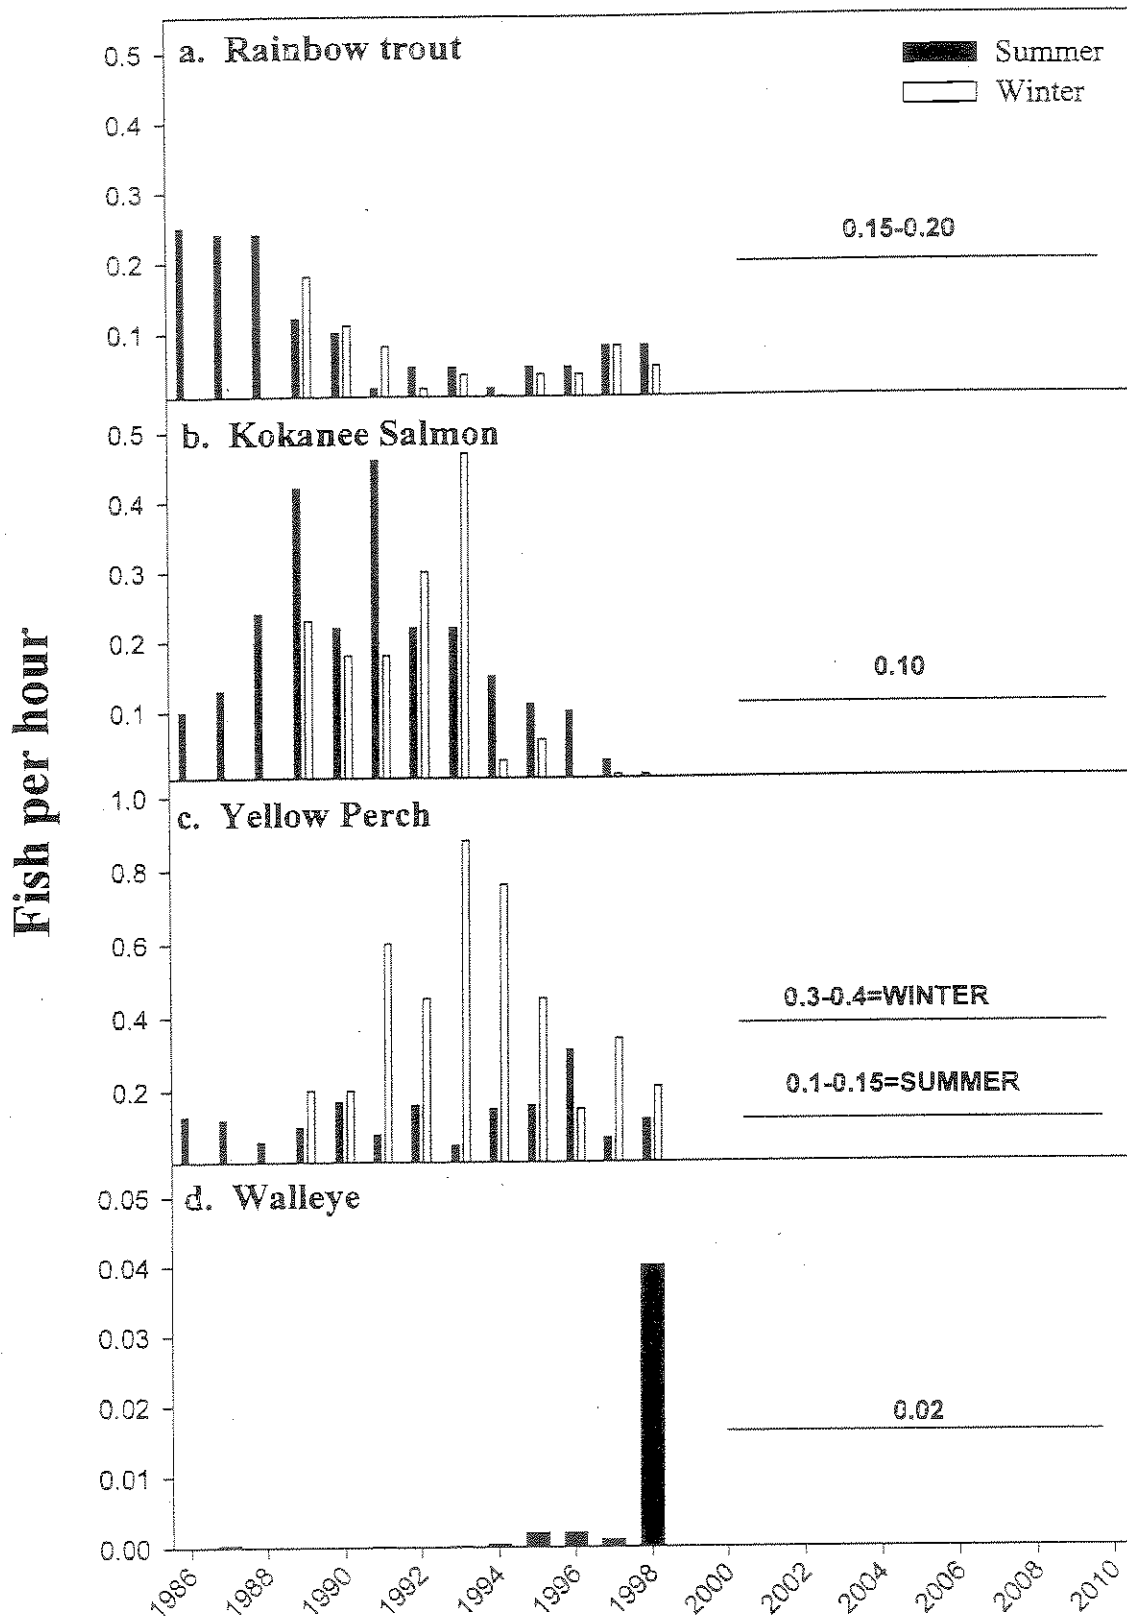 a. Rainbow trout
Summer
Winter
0.5
0.4
0.3
0.2
0.1
0.15-0.20
b. Kokanee Salmon
0.5
0.4
0.3
0.2
0.1
0.10
Fish per hour
c. Yellow Perch
1.0
0.8
0.6
0.4
0.2
0.3-0.4=WINTER
0.1-0.15=SUMMER
d. Walleye
0.05
0.04
0.03
0.02
0.01
0.00
0.02
1986 1988 1990 1992 1994 1996 1998 2000 2002 2004 2006 2008 2010